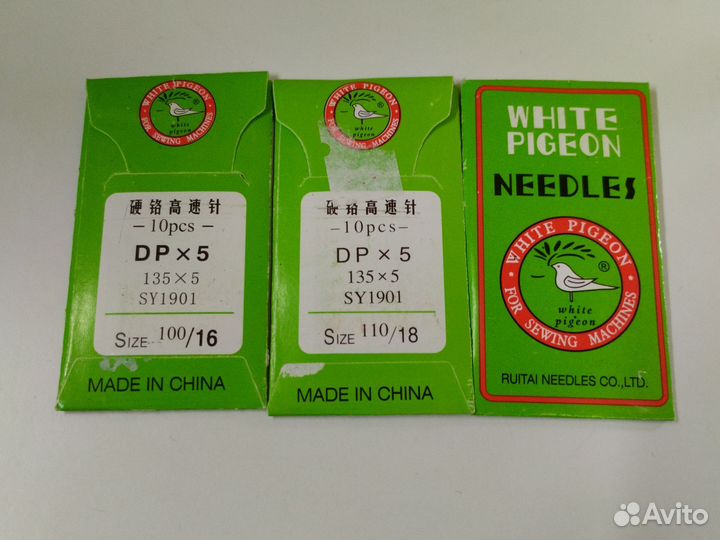 WHITE PIGEON
®
white
pigeon
FOR SEWING MACHINES
硬铬高速针
-10pcs-
DP×5
135×5
SY1901
SIZE 100/16
MADE IN CHINA
WHITE PIGEON
®
white
pigeon
FOR SEWING MACHINES
硬铬高速针
-10pcs-
DP×5
135×5
SY1901
SIZE 110/18
MADE IN CHINA
WHITE
PIGEON
NEEDLES
WHITE PIGEON
®
white
pigeon
FOR SEWING MACHINES
RUITAI NEEDLES CO.,LTD.
Avito